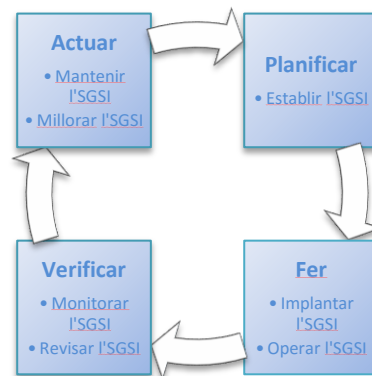 Actuar
• Mantenir
l'SGSI
• Millorar l'SGSI
Planificar
• Establir l'SGSI
Fer
• Implantar
l'SGSI
• Operar l'SGSI
Verificar
• Monitorar
l'SGSI
• Revisar l'SGSI